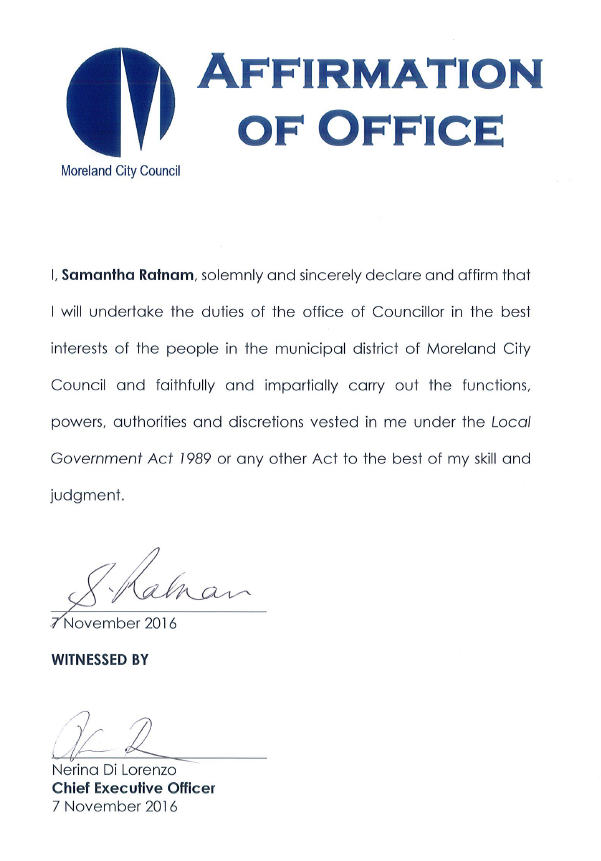 AFFIRMATION
OF OFFICE
Moreland City Council
I, Samantha Ratnam, solemnly and sincerely declare and affirm that
I will undertake the duties of the office of Councillor in the best
interests of the people in the municipal district of Moreland City
Council and faithfully and impartially carry out the functions,
powers, authorities and discretions vested in me under the Local
Government Act 1989 or any other Act to the best of my skill and
judgment.
S. Ratnam
7 November 2016
WITNESSED BY
Nerina Di Lorenzo
Chief Executive Officer
7 November 2016